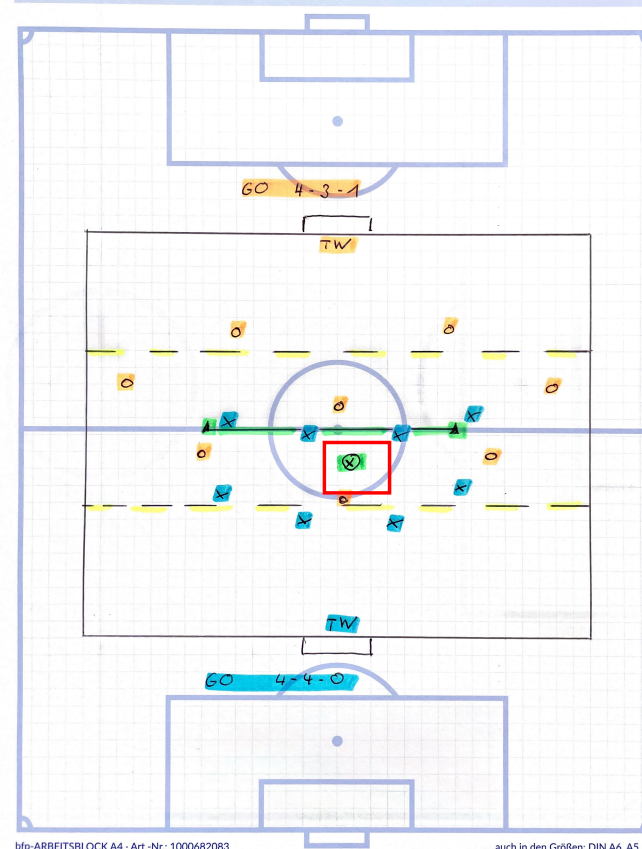 GO 4-3-1
TW
O O
O O
O
X X
X X
O O
X
X X
O
X X
TW
GO 4-4-0
bfp-ARBEITSBLOCK A4 · Art.-Nr.: 1000682083
auch in den Größen: DIN A6, A5